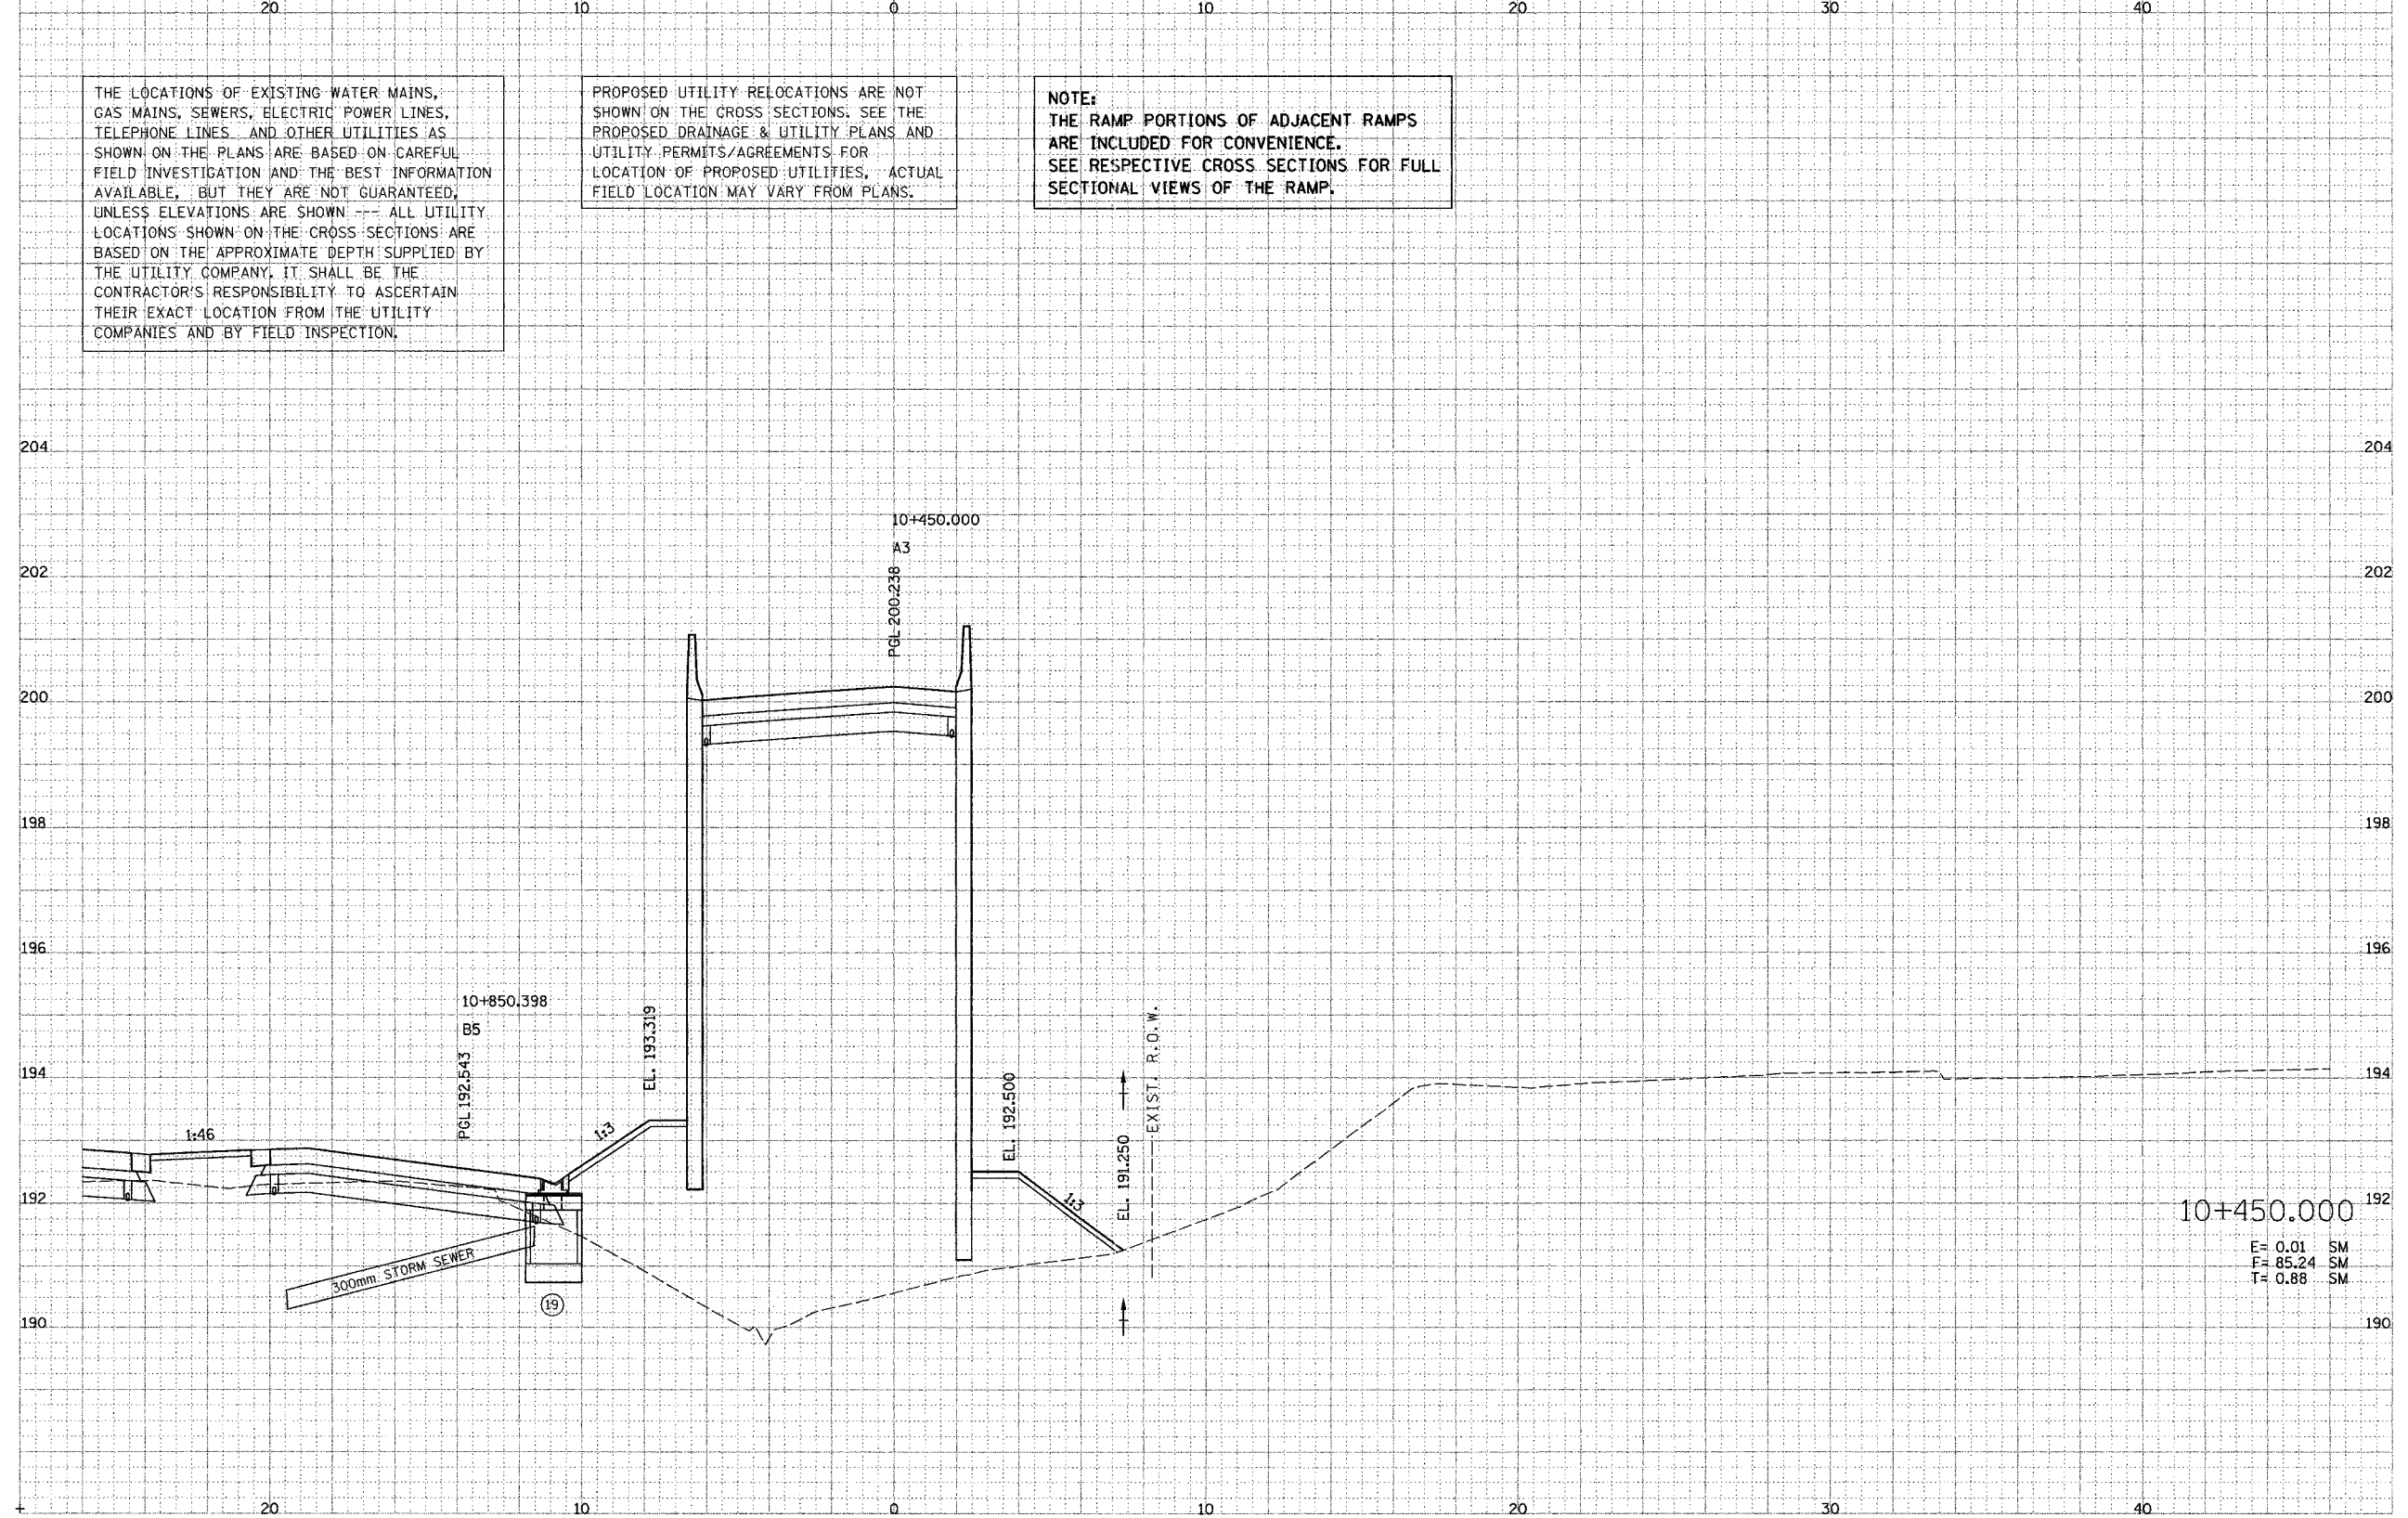 20 10 0 10 20 30 40
THE LOCATIONS OF EXISTING WATER MAINS,
GAS MAINS, SEWERS, ELECTRIC POWER LINES,
TELEPHONE LINES AND OTHER UTILITIES AS
SHOWN ON THE PLANS ARE BASED ON CAREFUL
FIELD INVESTIGATION AND THE BEST INFORMATION
AVAILABLE, BUT THEY ARE NOT GUARANTEED,
UNLESS ELEVATIONS ARE SHOWN --- ALL UTILITY
LOCATIONS SHOWN ON THE CROSS SECTIONS ARE
BASED ON THE APPROXIMATE DEPTH SUPPLIED BY
THE UTILITY COMPANY. IT SHALL BE THE
CONTRACTOR'S RESPONSIBILITY TO ASCERTAIN
THEIR EXACT LOCATION FROM THE UTILITY
COMPANIES AND BY FIELD INSPECTION.
PROPOSED UTILITY RELOCATIONS ARE NOT
SHOWN ON THE CROSS SECTIONS. SEE THE
PROPOSED DRAINAGE & UTILITY PLANS AND
UTILITY PERMITS/AGREEMENTS FOR
LOCATION OF PROPOSED UTILITIES, ACTUAL
FIELD LOCATION MAY VARY FROM PLANS.
NOTE:
THE RAMP PORTIONS OF ADJACENT RAMPS
ARE INCLUDED FOR CONVENIENCE.
SEE RESPECTIVE CROSS SECTIONS FOR FULL
SECTIONAL VIEWS OF THE RAMP.
204 204
10+450.000
A3
PGL 200.238
202 202
200 200
198 198
196 196
10+850.398
B5
PGL 192.543
EL. 193.319
EL. 192.500
EL. 191.250
EXIST. R.O.W.
194 194
1:46
1:3
1:3
192 192
10+450.000
E= 0.01 SM
F= 85.24 SM
T= 0.88 SM
300mm STORM SEWER
19
190 190
20 10 0 10 20 30 40